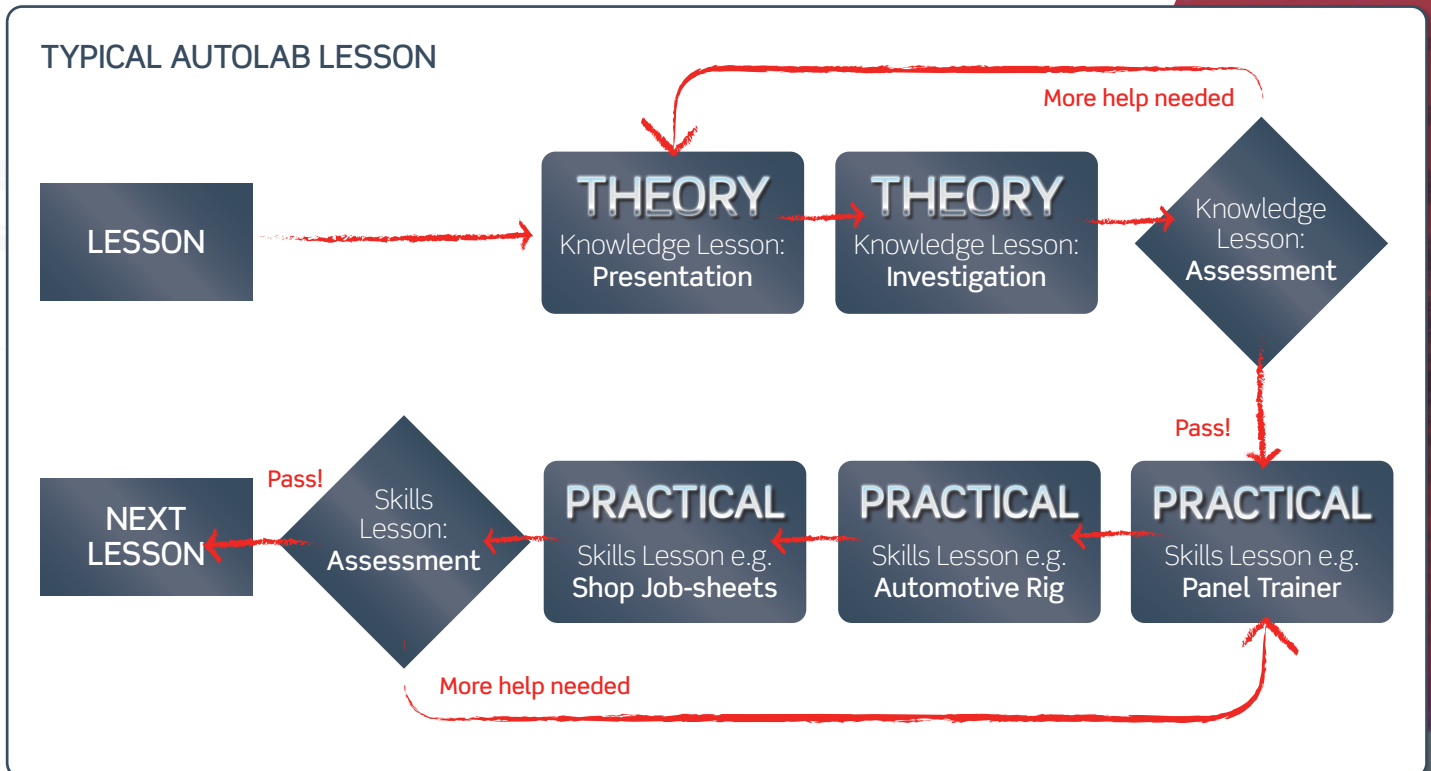 TYPICAL AUTOLAB LESSON
More help needed
LESSON
THEORY
Knowledge Lesson:
Presentation
THEORY
Knowledge Lesson:
Investigation
Knowledge
Lesson:
Assessment
Pass!
PRACTICAL
Skills Lesson e.g.
Panel Trainer
PRACTICAL
Skills Lesson e.g.
Automotive Rig
PRACTICAL
Skills Lesson e.g.
Shop Job-sheets
Skills
Lesson:
Assessment
Pass!
NEXT
LESSON
More help needed